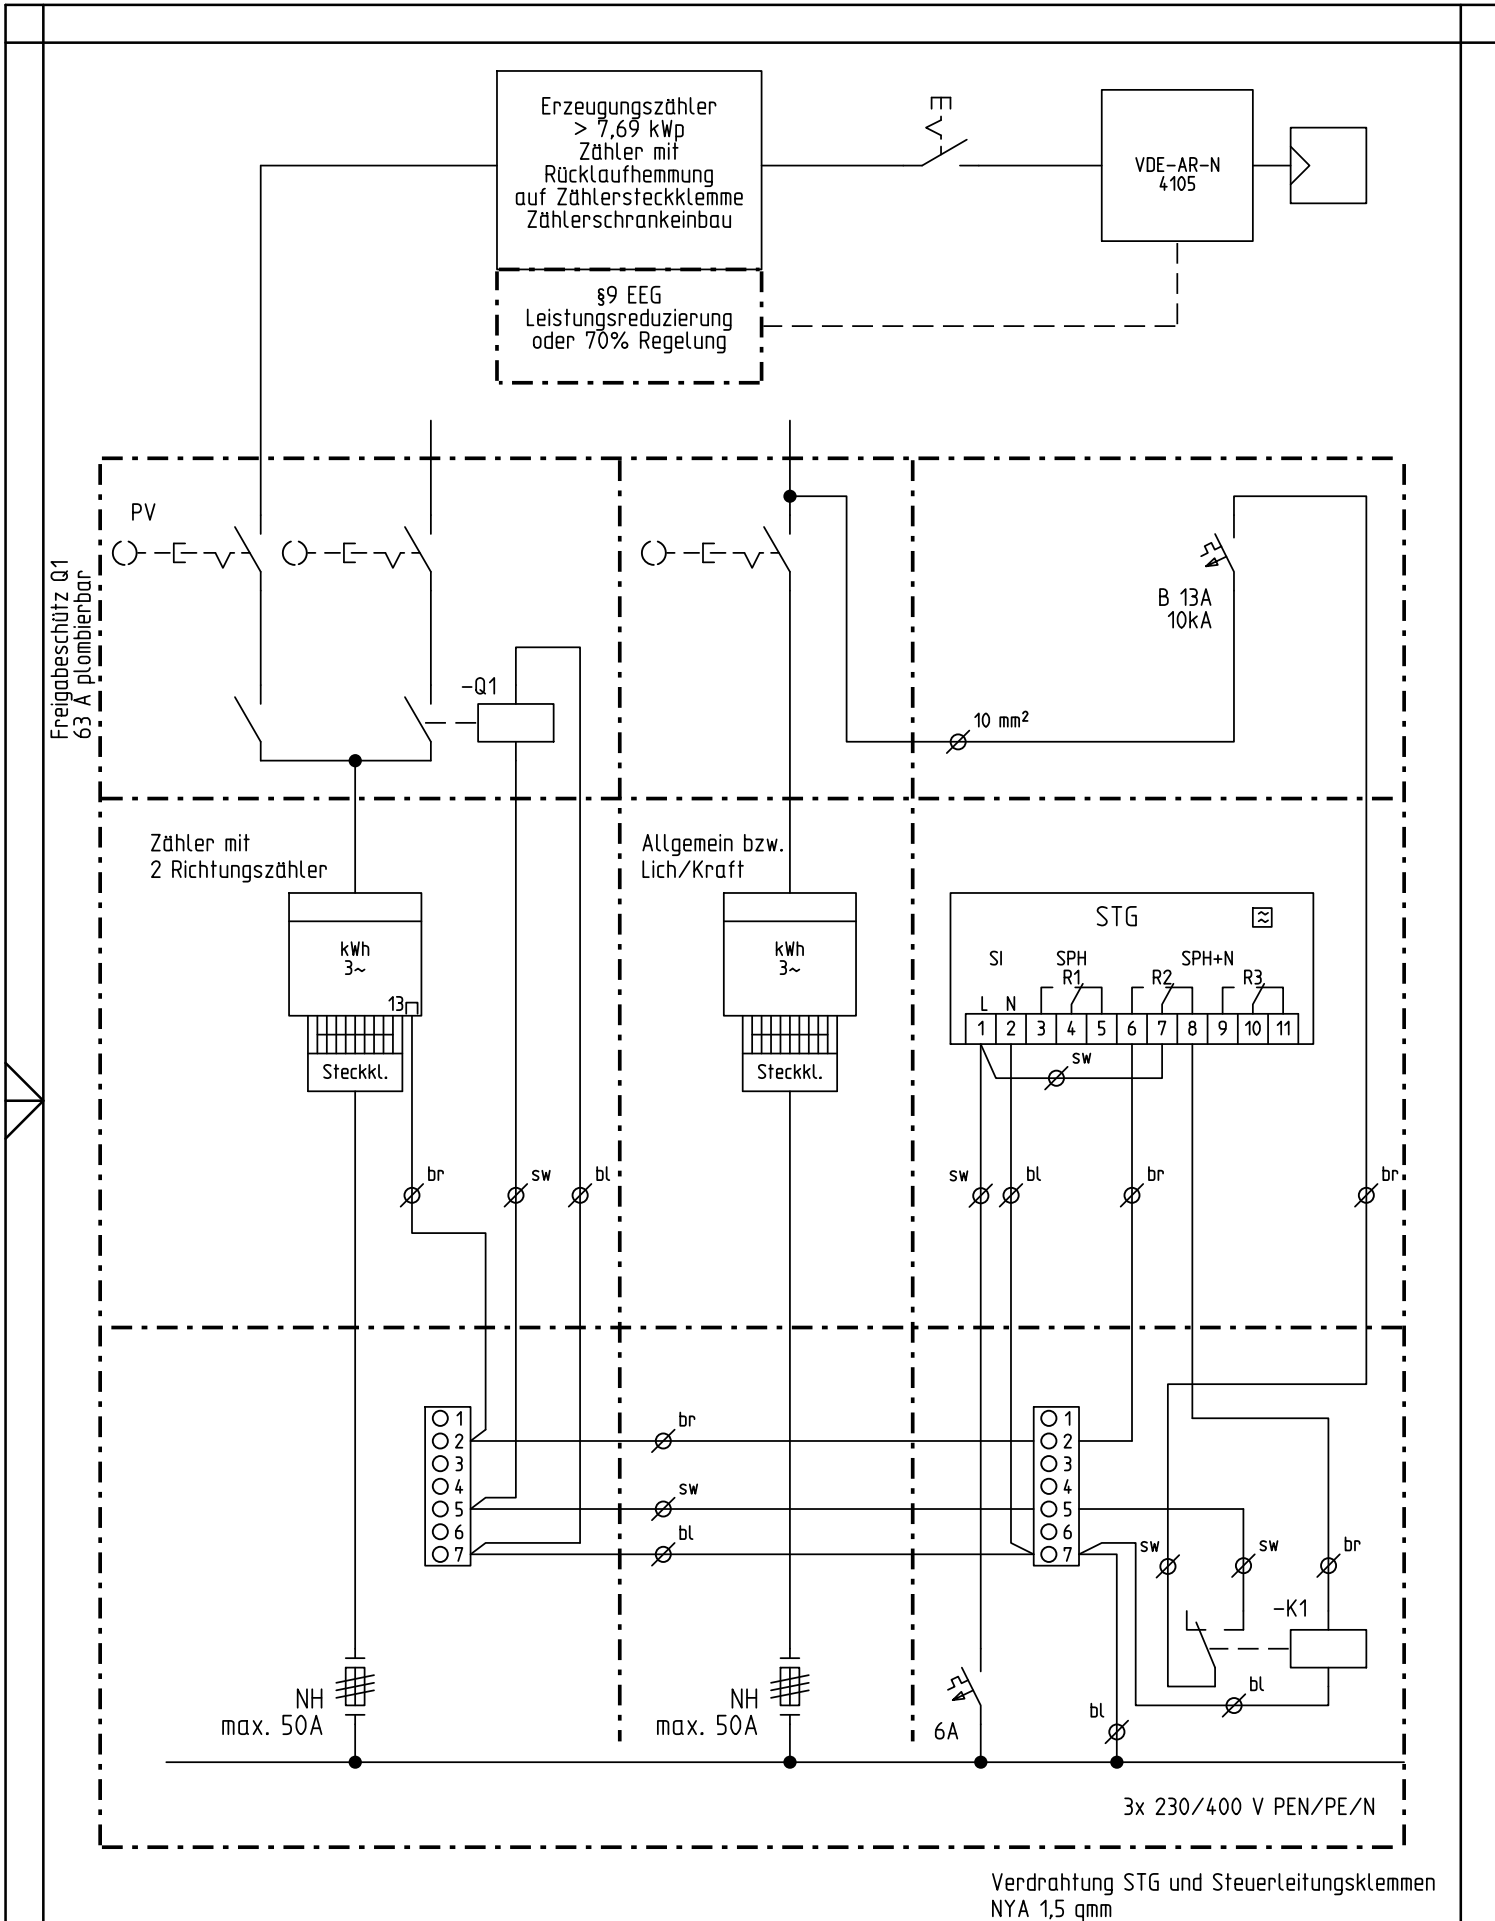 Erzeugungszähler
> 7,69 kWp
Zähler mit
Rücklaufhemmung
auf Zählersteckklemme
Zählerschrankeinbau
VDE-AR-N
4105
§9 EEG
Leistungsreduzierung
oder 70% Regelung
PV
Freigabeschütz Q1
63 A plombierbar
B 13A
10kA
-Q1
10 mm²
Zähler mit
2 Richtungszähler
Allgemein bzw.
Lich/Kraft
kWh
3~
13
Steckkl.
kWh
3~
Steckkl.
STG
SI
SPH
SPH+N
R1
R2
R3
L N
1 2 3 4 5 6 7 8 9 10 11
sw
br
sw
bl
sw
bl
br
br
1
2
3
4
5
6
7
br
sw
bl
1
2
3
4
5
6
7
sw
sw
br
-K1
bl
bl
NH
max. 50A
NH
max. 50A
6A
3x 230/400 V PEN/PE/N
Verdrahtung STG und Steuerleitungsklemmen
NYA 1,5 qmm